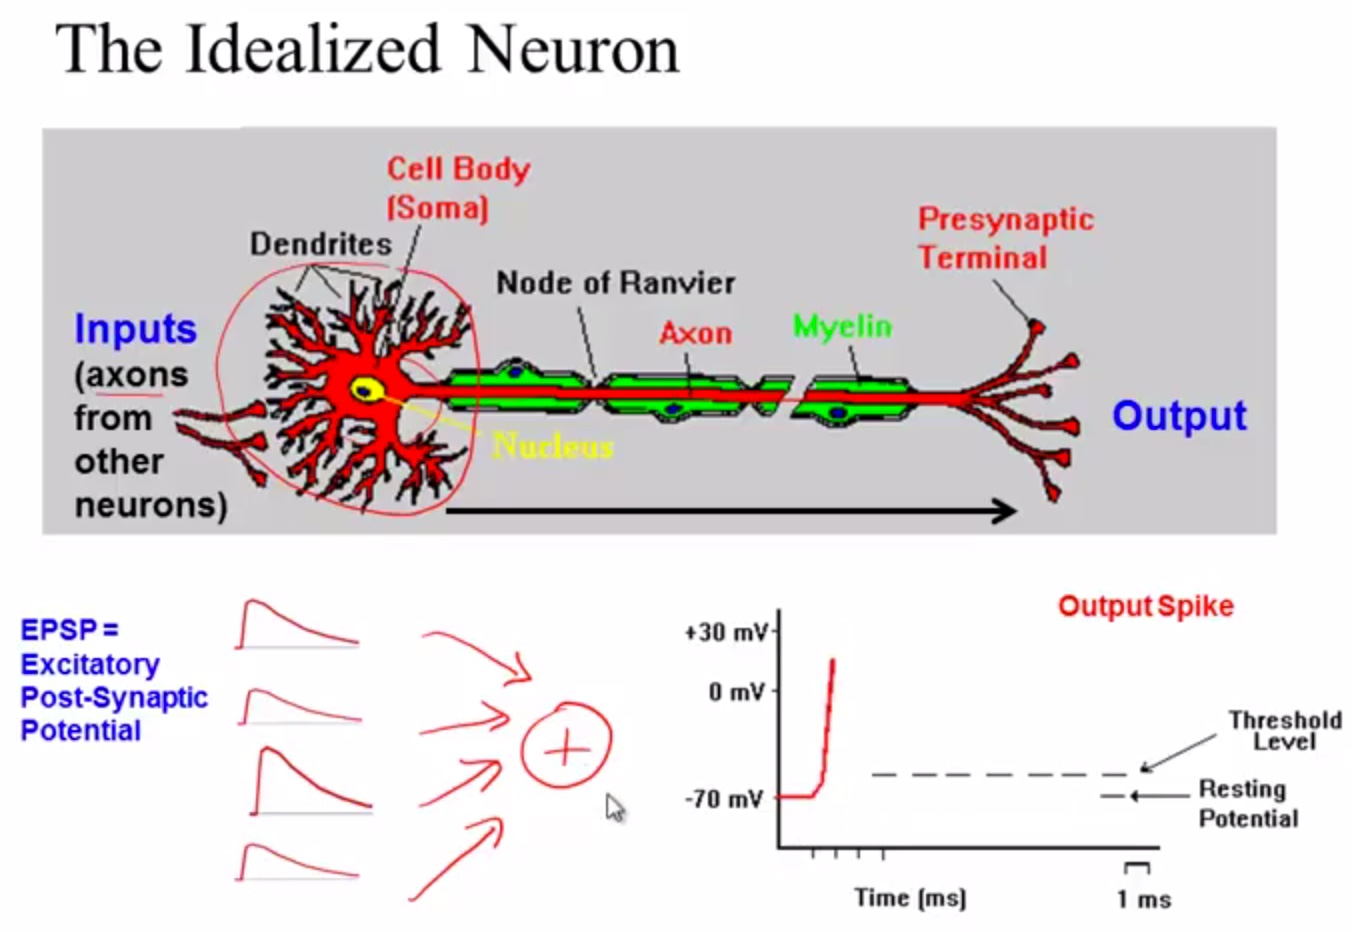 The Idealized Neuron
Cell Body
(Soma)
Dendrites
Presynaptic
Terminal
Node of Ranvier
Inputs
Axon
Myelin
(axons
from
other
neurons)
Nucleus
Output
EPSP =
Excitatory
Post-Synaptic
Potential
+
Output Spike
+30 mV
0 mV
-70 mV
Threshold
Level
Resting
Potential
Time (ms)
1 ms